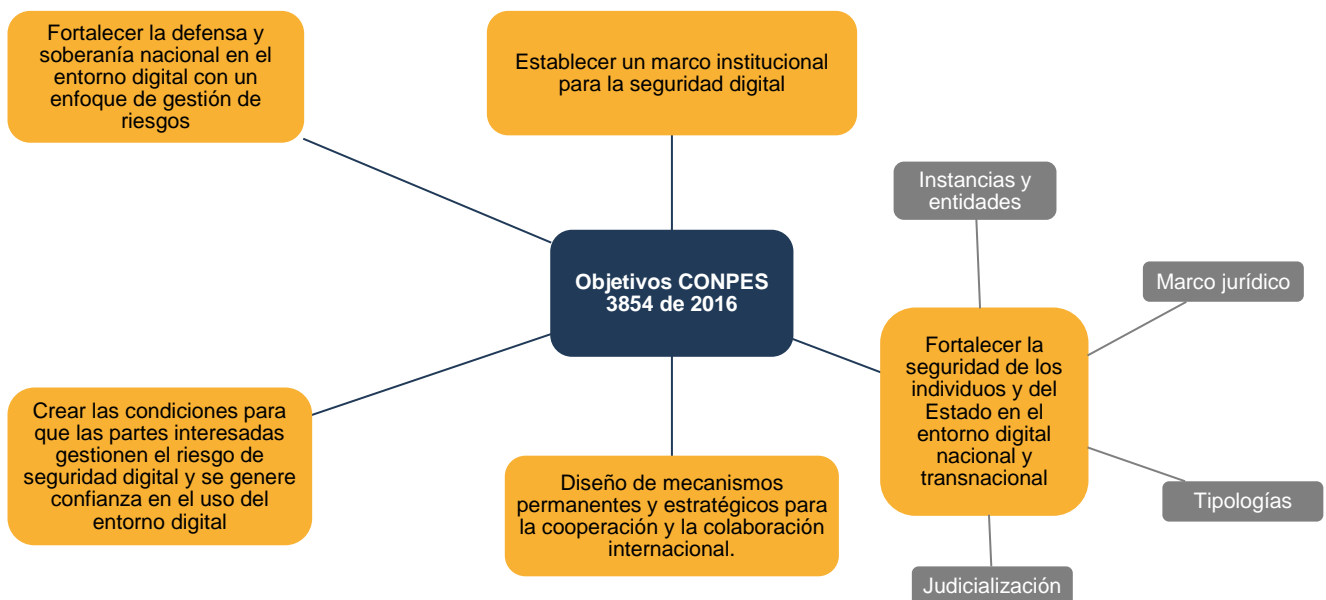 Fortalecer la defensa y
soberanía nacional en el
entorno digital con un
enfoque de gestión de
riesgos
Establecer un marco institucional
para la seguridad digital
Instancias y
entidades
Objetivos CONPES
3854 de 2016
Marco jurídico
Fortalecer la
seguridad de los
individuos y del
Estado en el
entorno digital
nacional y
transnacional
Crear las condiciones para
que las partes interesadas
gestionen el riesgo de
seguridad digital y se genere
confianza en el uso del
entorno digital
Diseño de mecanismos
permanentes y estratégicos para
la cooperación y la colaboración
internacional.
Tipologías
Judicialización